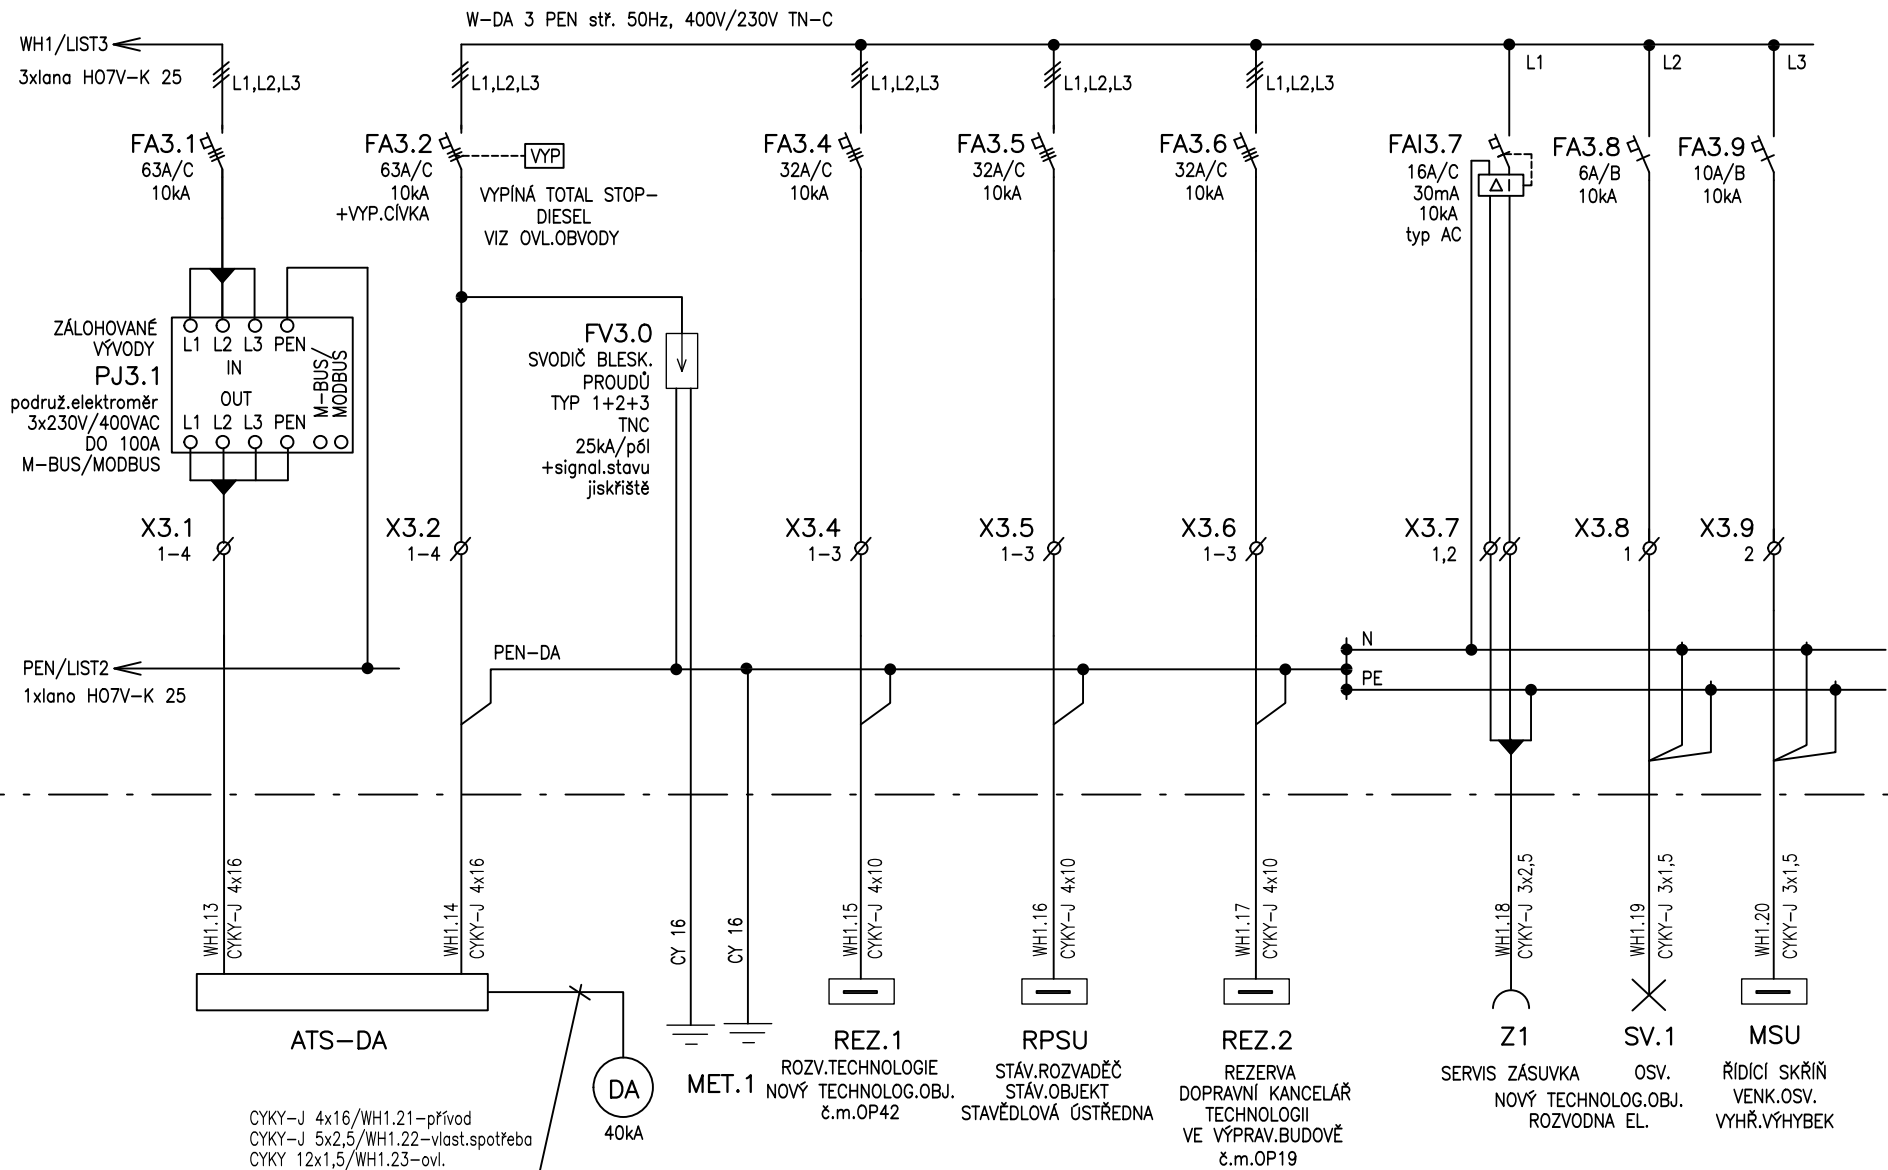 W-DA 3 PEN stř. 50Hz, 400V/230V TN-C
WH1/LIST3
3xlana HO7V-K 25
L1,L2,L3
L1,L2,L3
L1,L2,L3
L1,L2,L3
L1,L2,L3
L1
L2
L3
FA3.1
63A/C
10kA
FA3.2
63A/C
10kA
+VYP.CÍVKA
VYP
VYPÍNÁ TOTAL STOP-
DIESEL
VIZ OVL.OBVODY
FA3.4
32A/C
10kA
FA3.5
32A/C
10kA
FA3.6
32A/C
10kA
FAI3.7
16A/C
30mA
10kA
typ AC
Δ I
FA3.8
6A/B
10kA
FA3.9
10A/B
10kA
ZÁLOHOVANÉ
VÝVODY
PJ3.1
podruž.elektroměr
3x230V/400VAC
DO 100A
M-BUS/MODBUS
L1 L2 L3 PEN
IN
OUT
L1 L2 L3 PEN
M-BUS/
MODBUS
FV3.0
SVODIČ BLESK.
PROUDŮ
TYP 1+2+3
TNC
25kA/pól
+signal.stavu
jiskřiště
X3.1
1-4
X3.2
1-4
X3.4
1-3
X3.5
1-3
X3.6
1-3
X3.7
1,2
X3.8
1
X3.9
2
PEN/LIST2
1xlano HO7V-K 25
PEN-DA
N
PE
WH1.13
CYKY-J 4x16
WH1.14
CYKY-J 4x16
CY 16
CY 16
WH1.15
CYKY-J 4x10
WH1.16
CYKY-J 4x10
WH1.17
CYKY-J 4x10
WH1.18
CYKY-J 3x2,5
WH1.19
CYKY-J 3x1,5
WH1.20
CYKY-J 3x1,5
ATS-DA
DA
40kA
MET.1
REZ.1
ROZV.TECHNOLOGIE
NOVÝ TECHNOLOG.OBJ.
č.m.OP42
RPSU
STÁV.ROZVADĚČ
STÁV.OBJEKT
STAVĚDLOVÁ ÚSTŘEDNA
REZ.2
REZERVA
DOPRAVNÍ KANCELÁŘ
TECHNOLOGII
VE VÝPRAV.BUDOVĚ
č.m.OP19
Z1
SERVIS ZÁSUVKA
SV.1
OSV.
NOVÝ TECHNOLOG.OBJ.
ROZVODNA EL.
MSU
ŘÍDÍCÍ SKŘÍŇ
VENK.OSV.
VYHŘ.VÝHYBEK
CYKY-J 4x16/WH1.21-přívod
CYKY-J 5x2,5/WH1.22-vlast.spotřeba
CYKY 12x1,5/WH1.23-ovl.